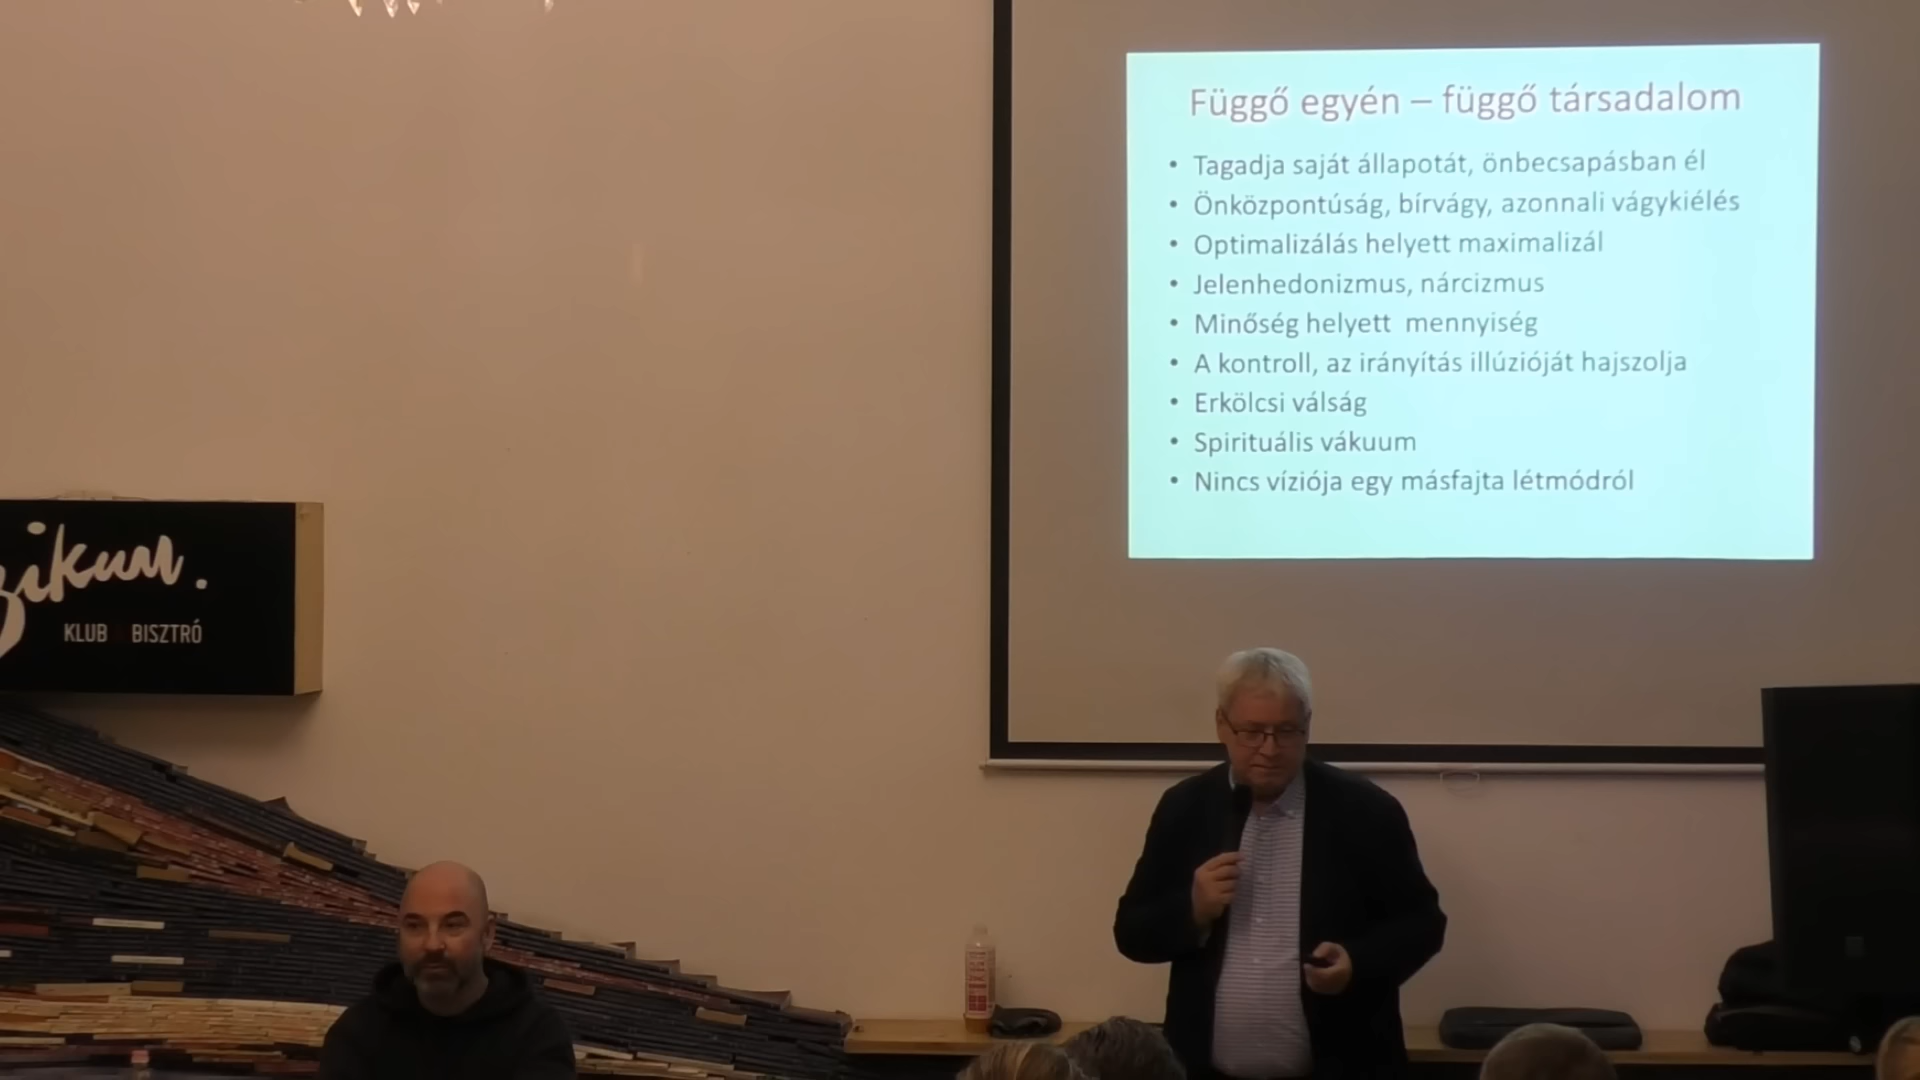 Függő egyén – függő társadalom
• Tagadja saját állapotát, önbecsapásban él
• Önközpontúság, bírvágy, azonnali vágykiélés
• Optimalizálás helyett maximalizál
• Jelenhedonizmus, nárcizmus
• Minőség helyett mennyiség
• A kontroll, az irányítás illúzióját hajszolja
• Erkölcsi válság
• Spirituális vákuum
• Nincs víziója egy másfajta létmódról
zikum.
KLUB BISZTRÓ